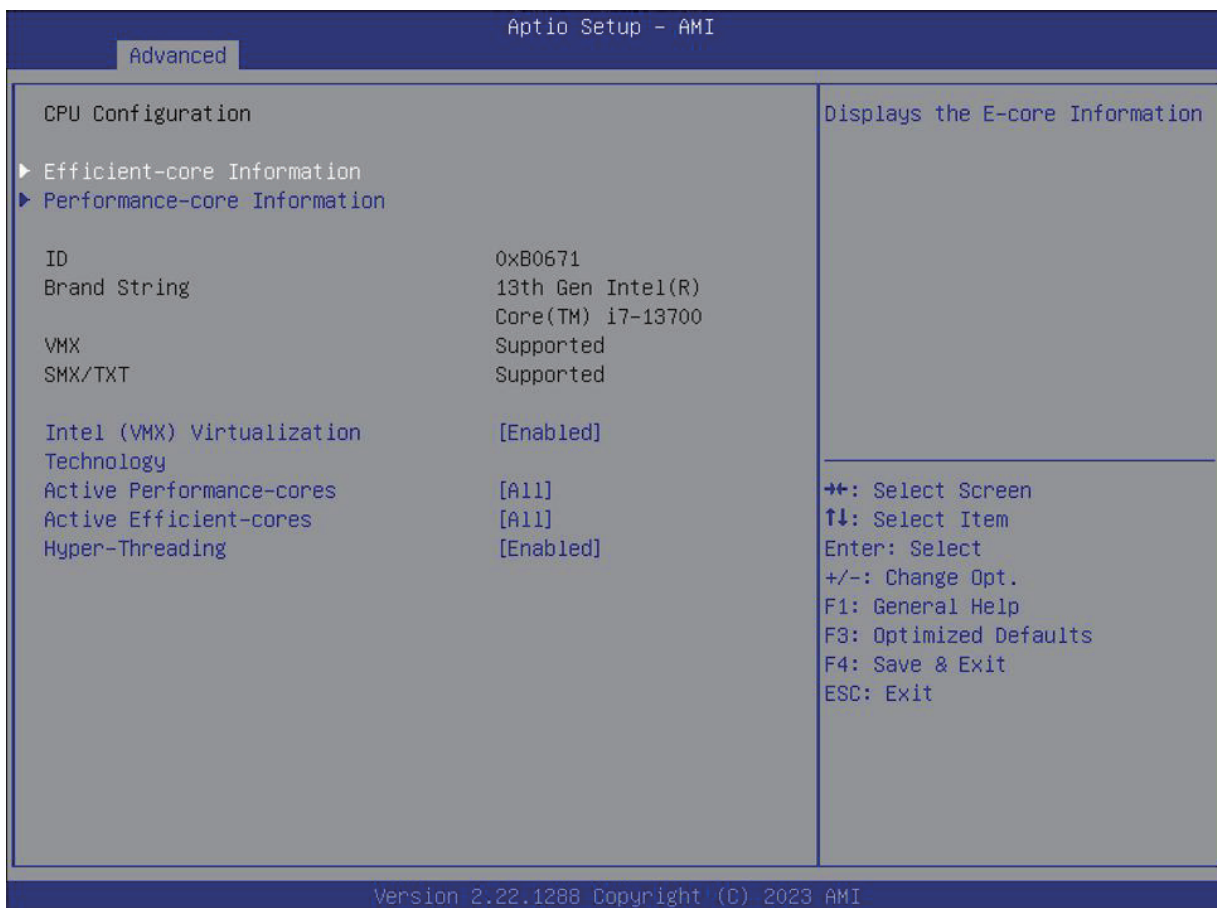 Aptio Setup - AMI
Advanced
CPU Configuration
Efficient-core Information
Performance-core Information
ID 0xB0671
Brand String 13th Gen Intel(R)
Core(TM) i7-13700
VMX Supported
SMX/TXT Supported
Intel (VMX) Virtualization [Enabled]
Technology
Active Performance-cores [All]
Active Efficient-cores [All]
Hyper-Threading [Enabled]
Displays the E-core Information
→←: Select Screen
↑↓: Select Item
Enter: Select
+/-: Change Opt.
F1: General Help
F3: Optimized Defaults
F4: Save & Exit
ESC: Exit
Version 2.22.1288 Copyright (C) 2023 AMI